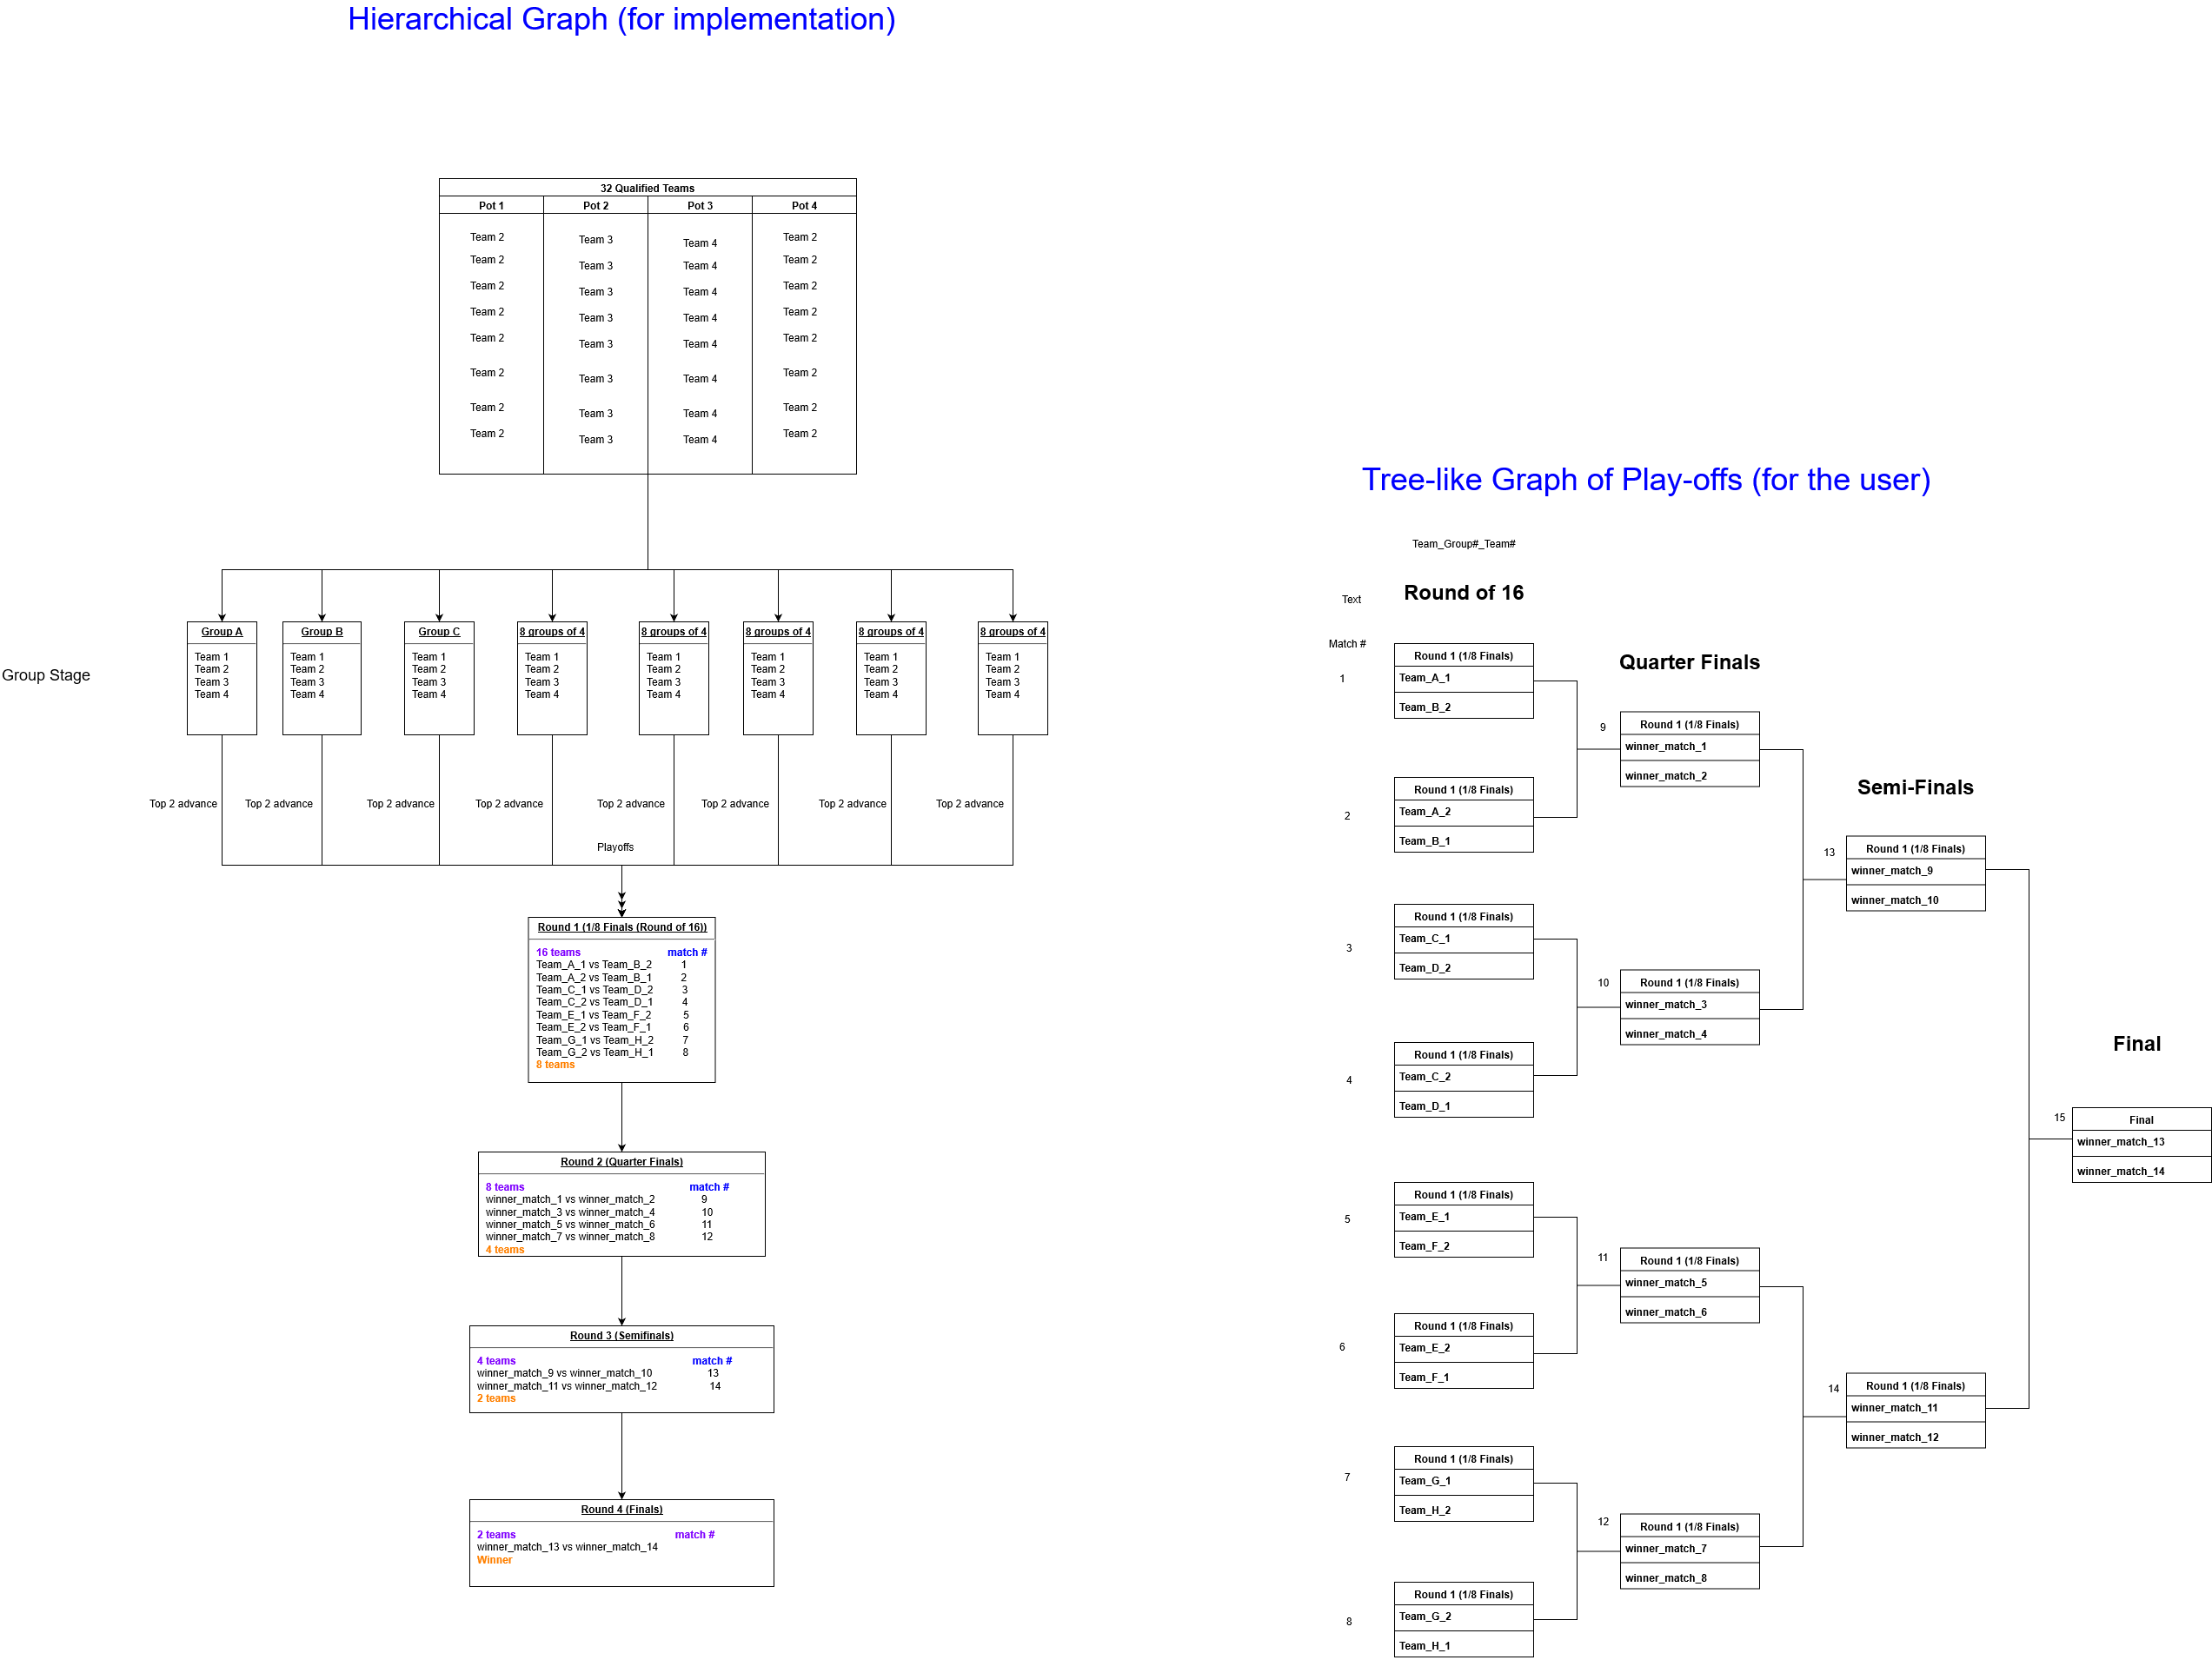 Hierarchical Graph (for implementation)
32 Qualified Teams
Pot 1 Pot 2 Pot 3 Pot 4
Team 2 Team 3 Team 4 Team 2
Team 2 Team 3 Team 4 Team 2
Team 2 Team 3 Team 4 Team 2
Team 2 Team 3 Team 4 Team 2
Team 2 Team 3 Team 4 Team 2
Team 2 Team 3 Team 4 Team 2
Team 2 Team 3 Team 4 Team 2
Team 2 Team 3 Team 4 Team 2
Group Stage
Group A
Team 1
Team 2
Team 3
Team 4
Group B
Team 1
Team 2
Team 3
Team 4
Group C
Team 1
Team 2
Team 3
Team 4
8 groups of 4
Team 1
Team 2
Team 3
Team 4
8 groups of 4
Team 1
Team 2
Team 3
Team 4
8 groups of 4
Team 1
Team 2
Team 3
Team 4
8 groups of 4
Team 1
Team 2
Team 3
Team 4
8 groups of 4
Team 1
Team 2
Team 3
Team 4
Top 2 advance Top 2 advance Top 2 advance Top 2 advance Top 2 advance Top 2 advance Top 2 advance Top 2 advance
Playoffs
Round 1 (1/8 Finals (Round of 16))
16 teams match #
Team_A_1 vs Team_B_2 1
Team_A_2 vs Team_B_1 2
Team_C_1 vs Team_D_2 3
Team_C_2 vs Team_D_1 4
Team_E_1 vs Team_F_2 5
Team_E_2 vs Team_F_1 6
Team_G_1 vs Team_H_2 7
Team_G_2 vs Team_H_1 8
8 teams
Round 2 (Quarter Finals)
8 teams match #
winner_match_1 vs winner_match_2 9
winner_match_3 vs winner_match_4 10
winner_match_5 vs winner_match_6 11
winner_match_7 vs winner_match_8 12
4 teams
Round 3 (Semifinals)
4 teams match #
winner_match_9 vs winner_match_10 13
winner_match_11 vs winner_match_12 14
2 teams
Round 4 (Finals)
2 teams match #
winner_match_13 vs winner_match_14
Winner
Tree-like Graph of Play-offs (for the user)
Team_Group#_Team#
Text
Round of 16
Match #
1
Round 1 (1/8 Finals)
Team_A_1
Team_B_2
2
Round 1 (1/8 Finals)
Team_A_2
Team_B_1
3
Round 1 (1/8 Finals)
Team_C_1
Team_D_2
4
Round 1 (1/8 Finals)
Team_C_2
Team_D_1
5
Round 1 (1/8 Finals)
Team_E_1
Team_F_2
6
Round 1 (1/8 Finals)
Team_E_2
Team_F_1
7
Round 1 (1/8 Finals)
Team_G_1
Team_H_2
8
Round 1 (1/8 Finals)
Team_G_2
Team_H_1
Quarter Finals
9
Round 1 (1/8 Finals)
winner_match_1
winner_match_2
10
Round 1 (1/8 Finals)
winner_match_3
winner_match_4
11
Round 1 (1/8 Finals)
winner_match_5
winner_match_6
12
Round 1 (1/8 Finals)
winner_match_7
winner_match_8
Semi-Finals
13
Round 1 (1/8 Finals)
winner_match_9
winner_match_10
14
Round 1 (1/8 Finals)
winner_match_11
winner_match_12
Final
15
Final
winner_match_13
winner_match_14